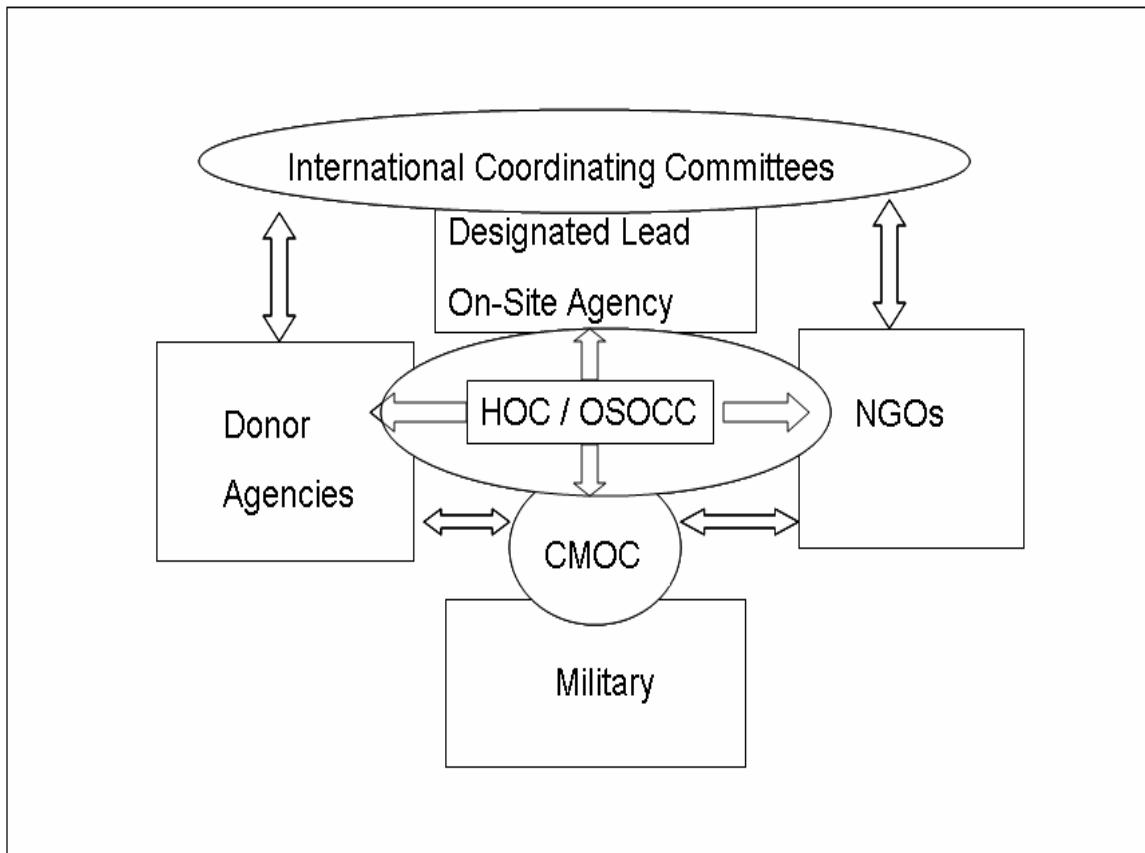 International Coordinating Committees
Designated Lead
On-Site Agency
Donor
Agencies
HOC / OSOCC
NGOs
CMOC
Military